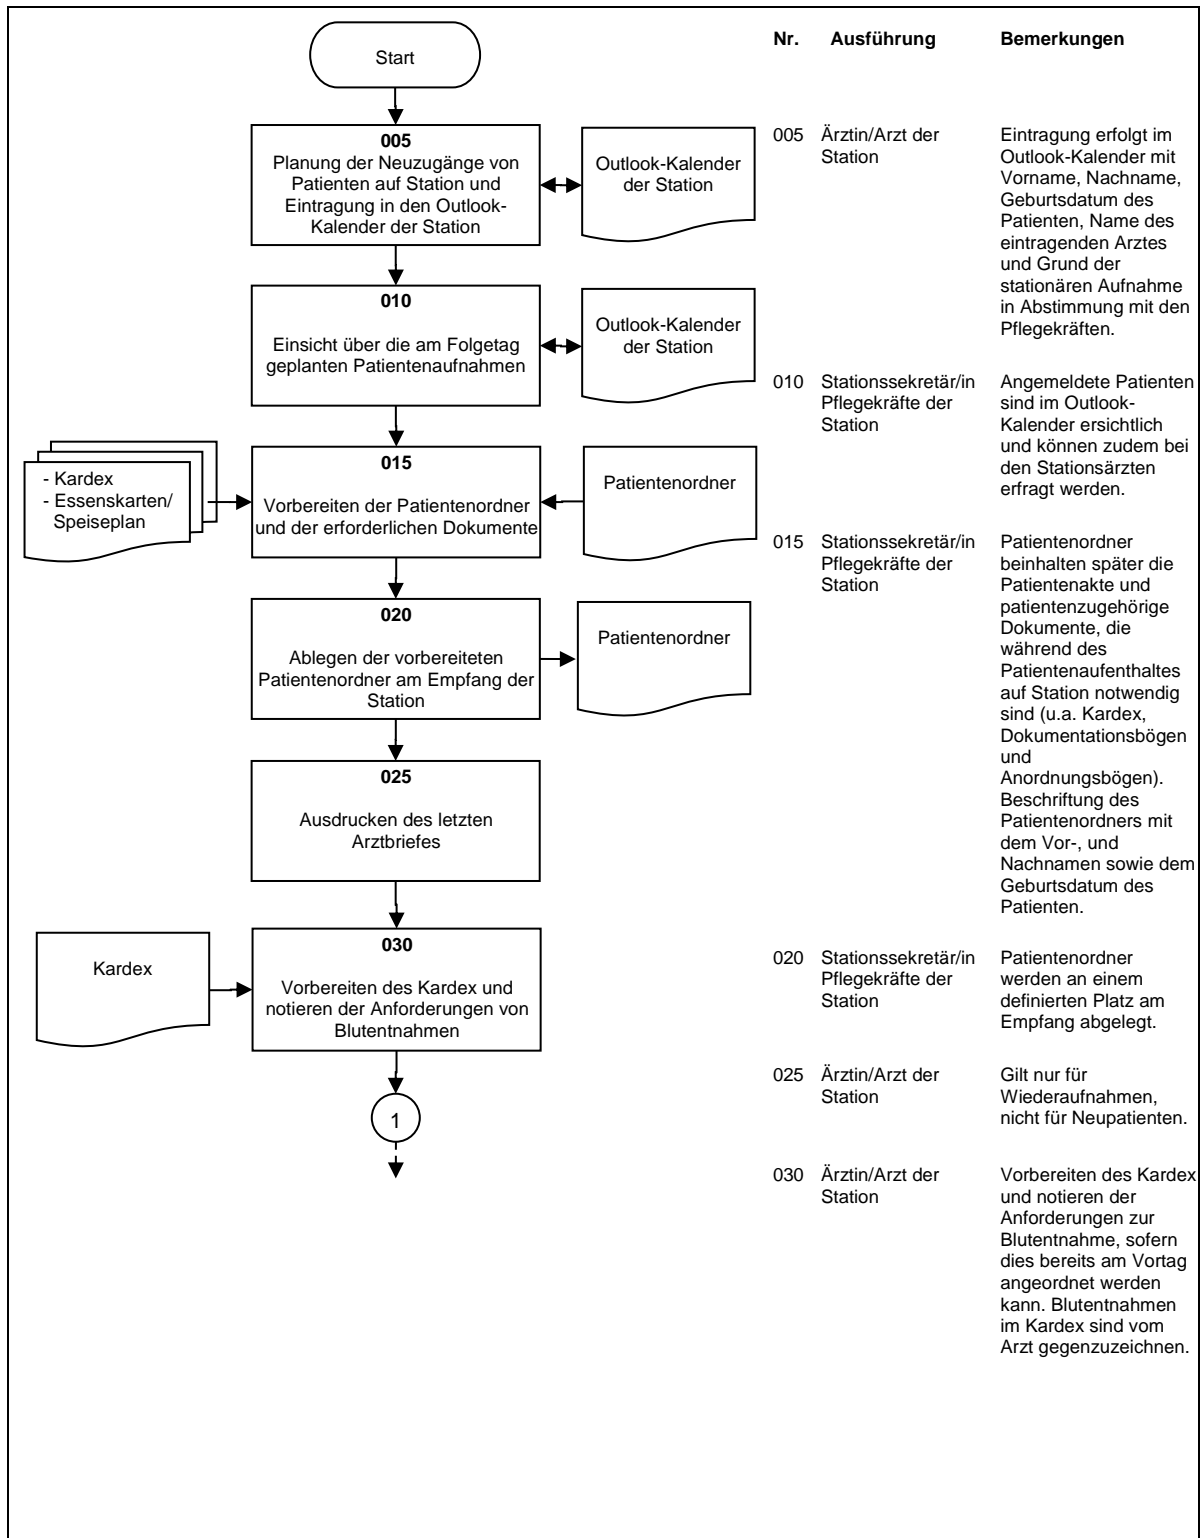 Start
005
Planung der Neuzugänge von
Patienten auf Station und
Eintragung in den Outlook-
Kalender der Station
Outlook-Kalender
der Station
010
Einsicht über die am Folgetag
geplanten Patientenaufnahmen
Outlook-Kalender
der Station
- Kardex
- Essenskarten/
Speiseplan
015
Vorbereiten der Patientenordner
und der erforderlichen Dokumente
Patientenordner
020
Ablegen der vorbereiteten
Patientenordner am Empfang der
Station
Patientenordner
025
Ausdrucken des letzten
Arztbriefes
Kardex
030
Vorbereiten des Kardex und
notieren der Anforderungen von
Blutentnahmen
1
Nr. Ausführung Bemerkungen
005 Ärztin/Arzt der Station
Eintragung erfolgt im
Outlook-Kalender mit
Vorname, Nachname,
Geburtsdatum des
Patienten, Name des
eintragenden Arztes
und Grund der
stationären Aufnahme
in Abstimmung mit den
Pflegekräften.
010 Stationssekretär/in
Pflegekräfte der
Station
Angemeldete Patienten
sind im Outlook-
Kalender ersichtlich
und können zudem bei
den Stationsärzten
erfragt werden.
015 Stationssekretär/in
Pflegekräfte der
Station
Patientenordner
beinhalten später die
Patientenakte und
patientenzugehörige
Dokumente, die
während des
Patientenaufenthaltes
auf Station notwendig
sind (u.a. Kardex,
Dokumentationsbögen
und
Anordnungsbögen).
Beschriftung des
Patientenordners mit
dem Vor-, und
Nachnamen sowie dem
Geburtsdatum des
Patienten.
020 Stationssekretär/in
Pflegekräfte der
Station
Patientenordner
werden an einem
definierten Platz am
Empfang abgelegt.
025 Ärztin/Arzt der
Station
Gilt nur für
Wiederaufnahmen,
nicht für Neupatienten.
030 Ärztin/Arzt der
Station
Vorbereiten des Kardex
und notieren der
Anforderungen zur
Blutentnahme, sofern
dies bereits am Vortag
angeordnet werden
kann. Blutentnahmen
im Kardex sind vom
Arzt gegenzuzeichnen.